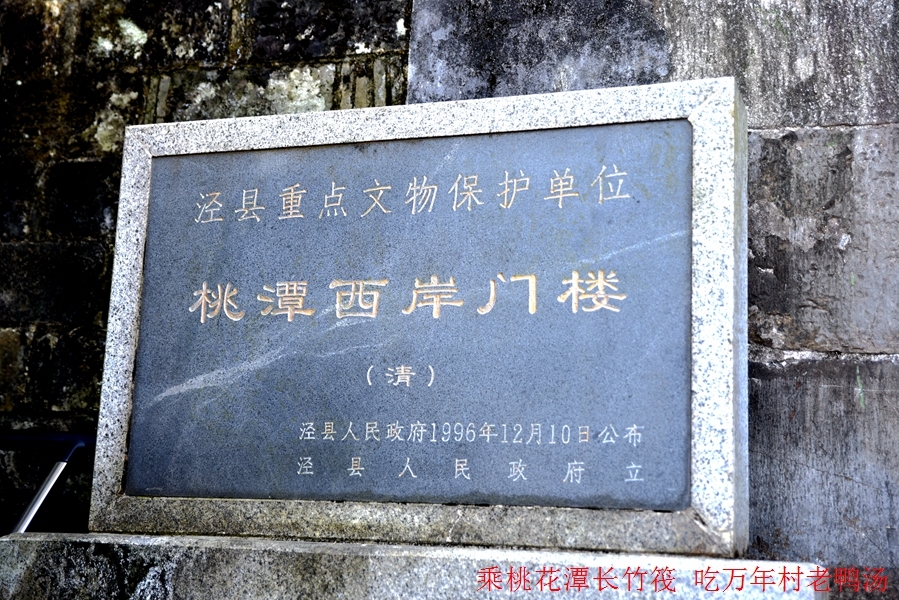 泾县重点文物保护单位
桃潭西岸门楼
(清)
泾县人民政府1996年12月10日公布
泾县人民政府立
乘桃花潭长竹筏 吃万年村老鸭汤